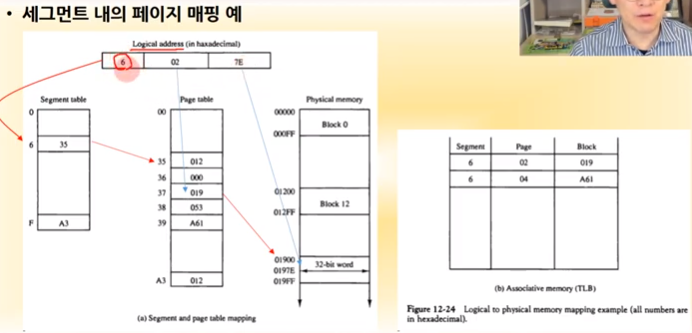 • 세그먼트 내의 페이지 매핑 예
Logical address (in haxadecimal)
6 02 7E
Segment table
0
6 35
F A3
Page table
00
35 012
36 000
37 019
38 053
39 A61
A3 012
Physical memory
00000
Block 0
000FF
01200
Block 12
012FF
01900
32-bit word
0197E
019FF
(a) Segment and page table mapping
Segment Page Block
6 02 019
6 04 A61
(b) Associative memory (TLB)
Figure 12-24 Logical to physical memory mapping example (all numbers are
in hexadecimal).